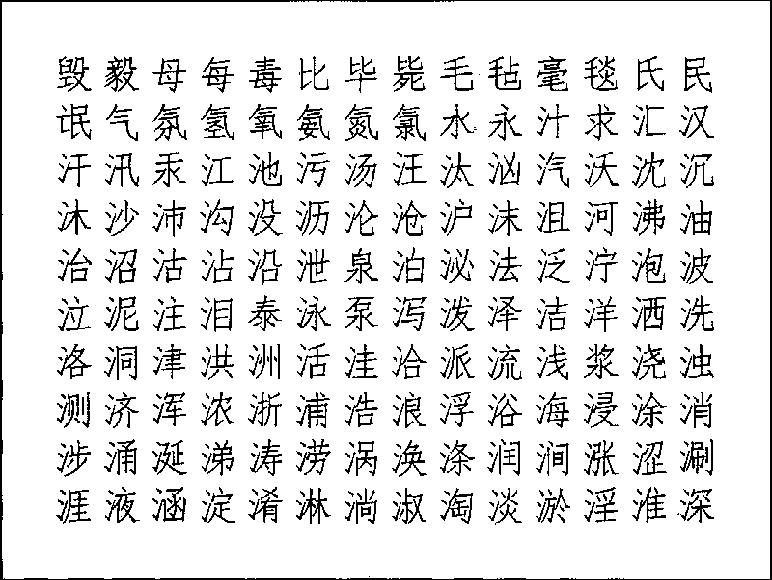 毁毅母每毒比毕毙毛毡毫毯氏民
氓气氛氢氧氨氮氯水永汁求汇汉
汗汛汞江池污汤汪汰汹汽沃沈沉
沐沙沛沟没沥沦沧沪沫沮河沸油
治沼沽沾沿泄泉泊泌法泛泞泡波
泣泥注泪泰泳泵泻泼泽洁洋洒洗
洛洞津洪洲活洼洽派流浅浆浇浊
测济浑浓浙浦浩浪浮浴海浸涂消
涉涌涎涕涛涝涡涣涤润涧涨涩涮
涯液涵淀淆淋淌淑淘淡淤淫淮深